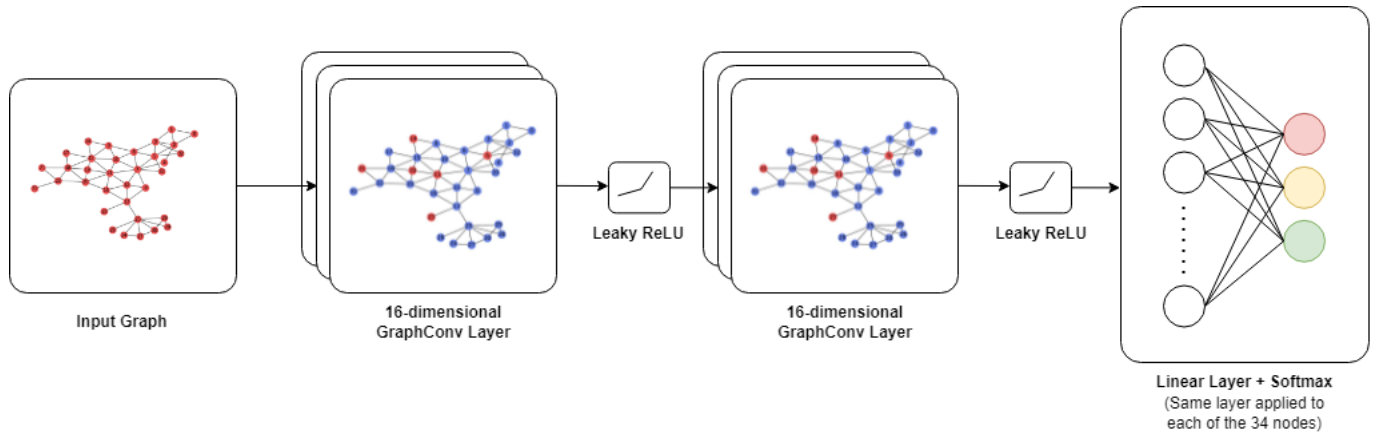 Input Graph
16-dimensional
GraphConv Layer
Leaky ReLU
16-dimensional
GraphConv Layer
Leaky ReLU
Linear Layer + Softmax
(Same layer applied to
each of the 34 nodes)